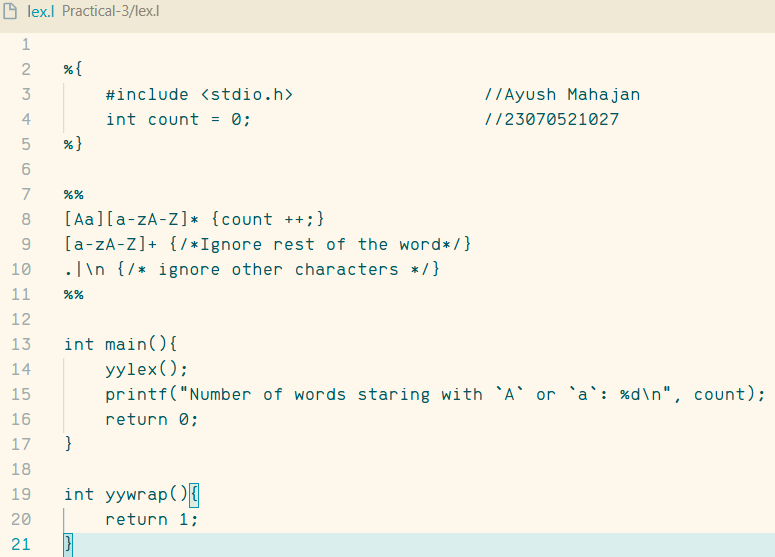 lex.l Practical-3/lex.l
1
2 %{
3     #include <stdio.h>                  //Ayush Mahajan
4     int count = 0;                      //23070521027
5 %}
6
7 %%
8 [Aa][a-zA-Z]* {count ++;}
9 [a-zA-Z]+ {/*Ignore rest of the word*/}
10 .|\n {/* ignore other characters */}
11 %%
12
13 int main(){
14     yylex();
15     printf("Number of words staring with `A` or `a`: %d\n", count);
16     return 0;
17 }
18
19 int yywrap(){
20     return 1;
21 }